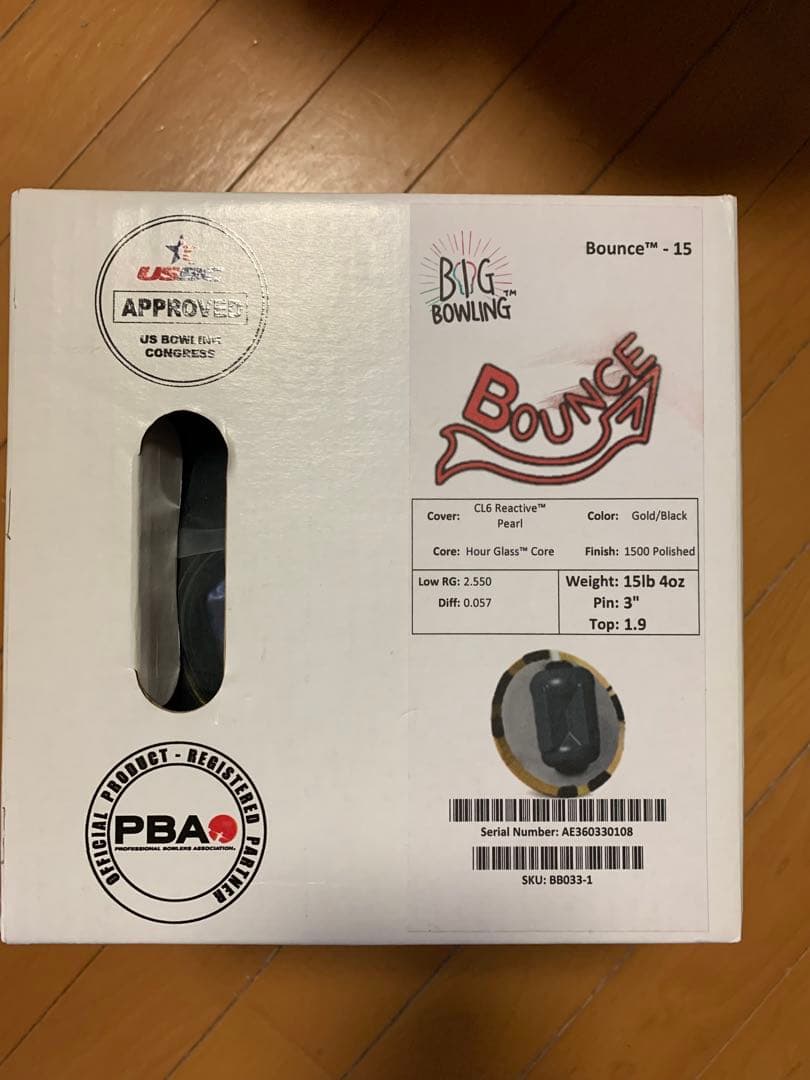 USBC
APPROVED
US BOWLING
CONGRESS
OFFICIAL PRODUCT - REGISTERED PARTNER
PBA
PROFESSIONAL BOWLERS ASSOCIATION.
Bounce™ - 15
BIG
BOWLING™
BOUNCE
Cover: CL6 Reactive™ Pearl
Color: Gold/Black
Core: Hour Glass™ Core
Finish: 1500 Polished
Low RG: 2.550
Diff: 0.057
Weight: 15lb 4oz
Pin: 3"
Top: 1.9
Serial Number: AE360330108
SKU: BB033-1